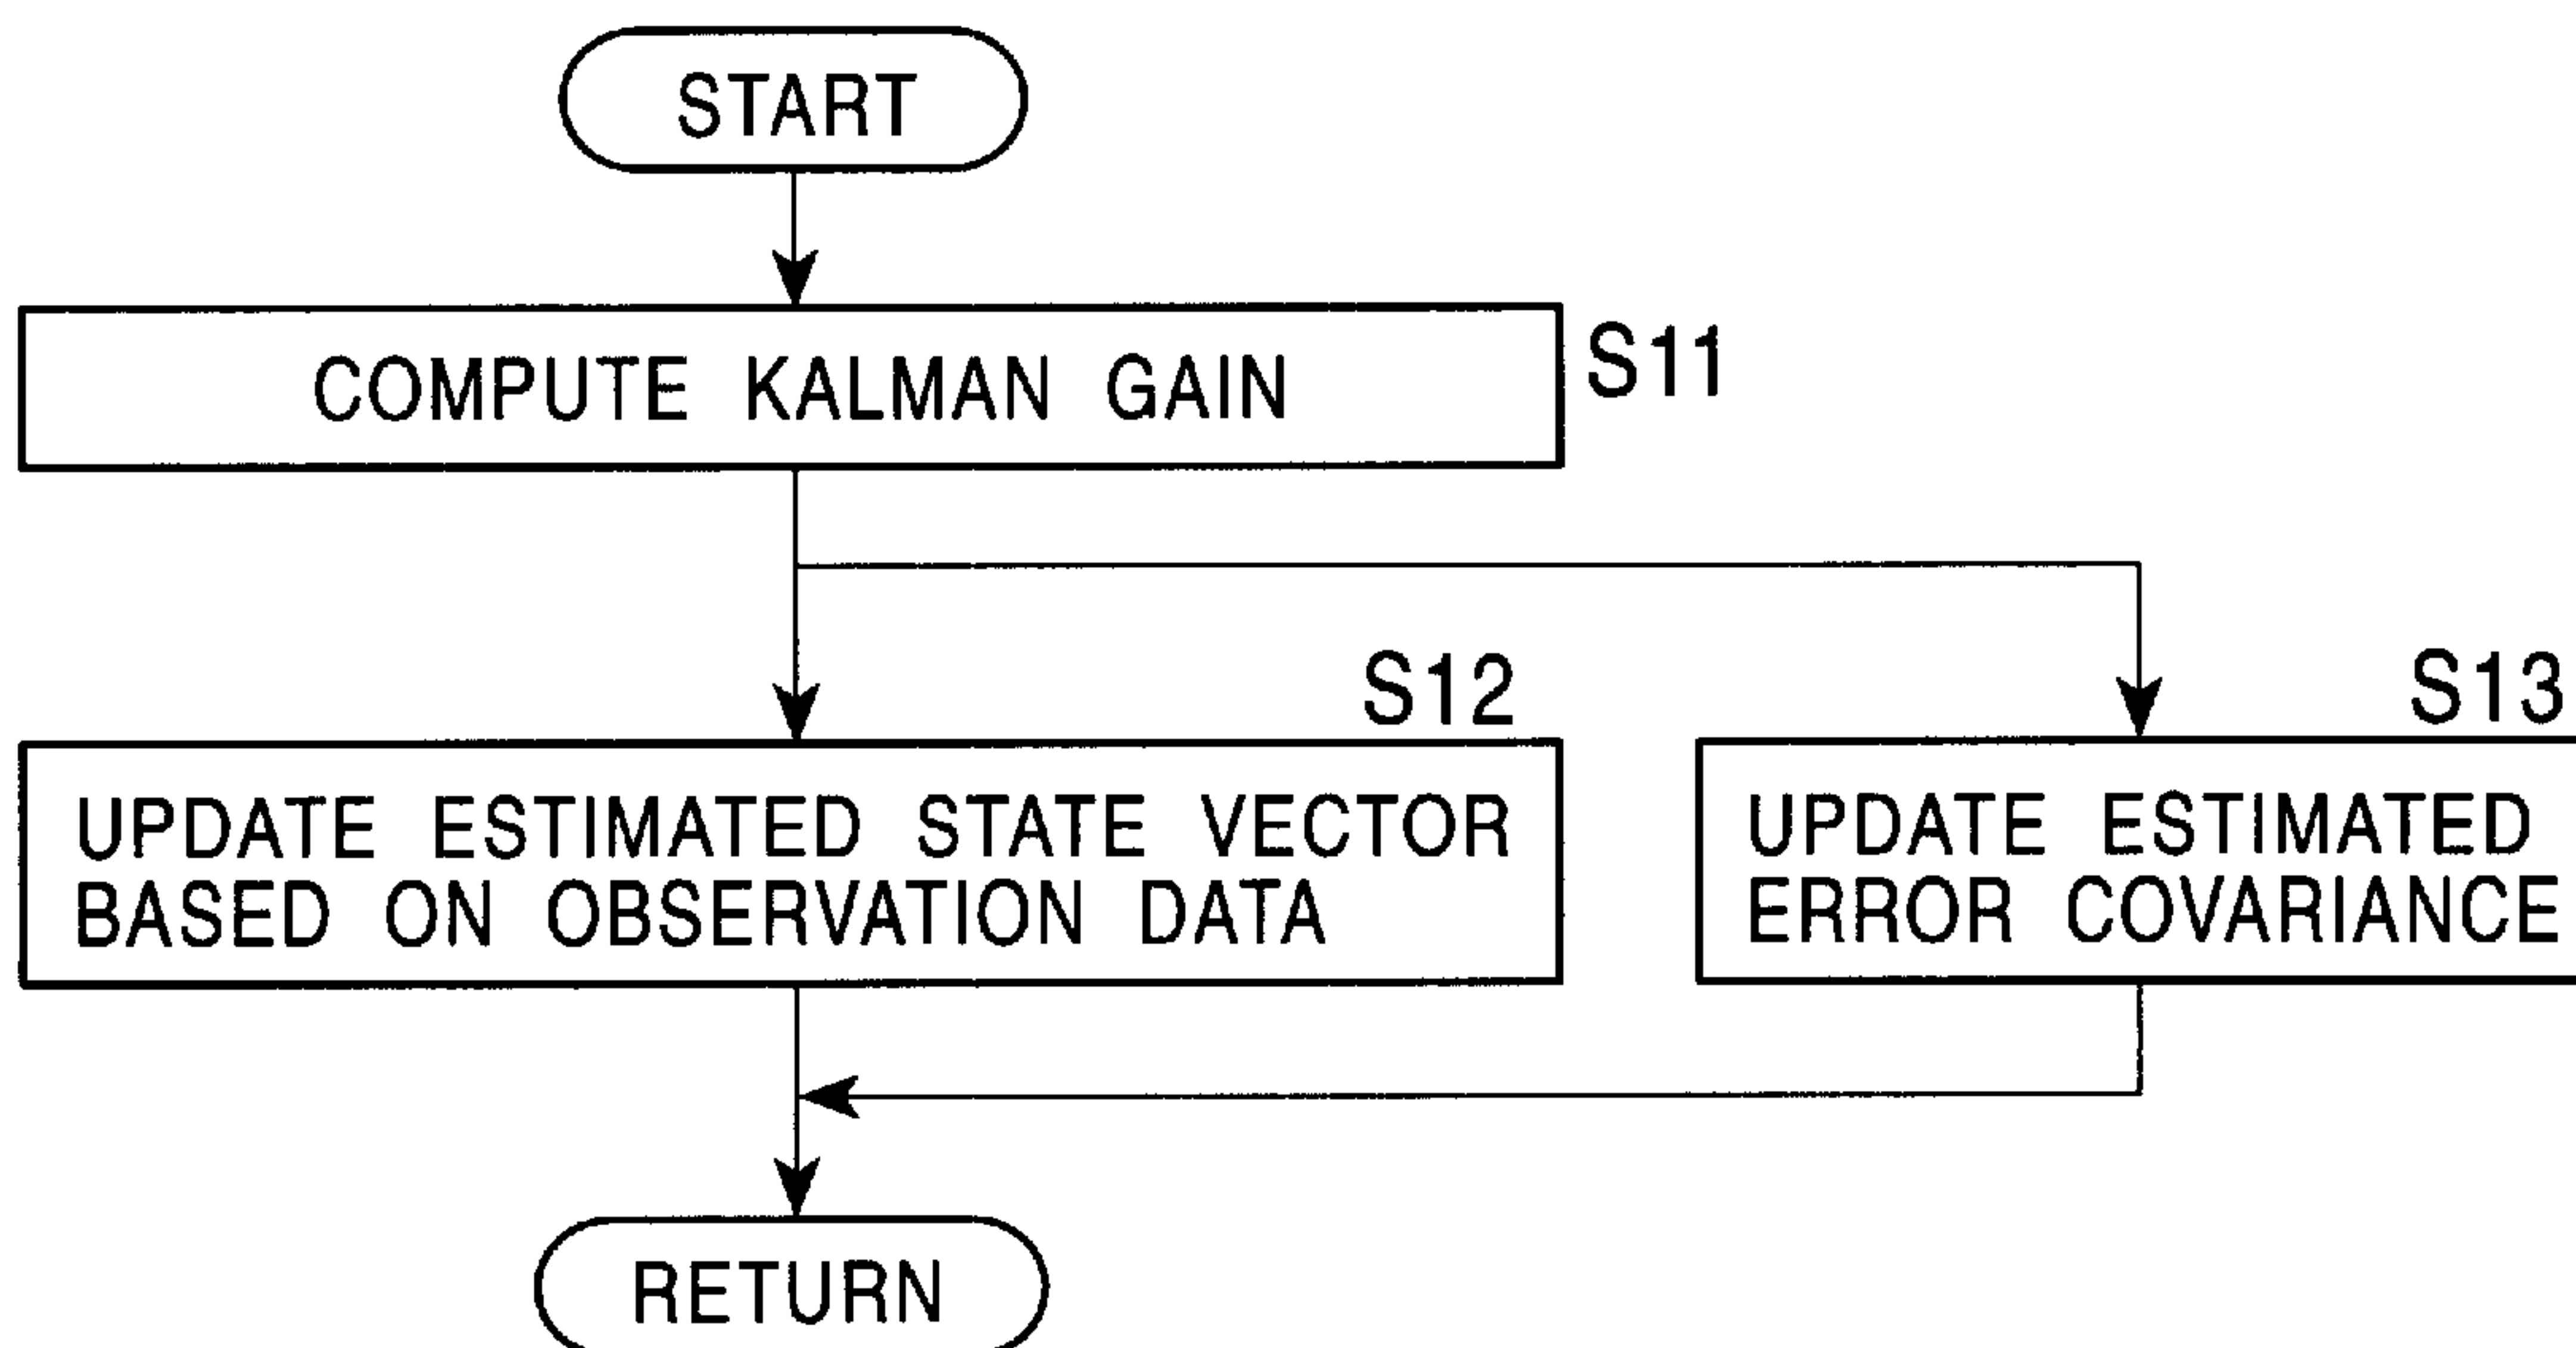 START
COMPUTE KALMAN GAIN
S11
S12
S13
UPDATE ESTIMATED STATE VECTOR
BASED ON OBSERVATION DATA
UPDATE ESTIMATED
ERROR COVARIANCE
RETURN